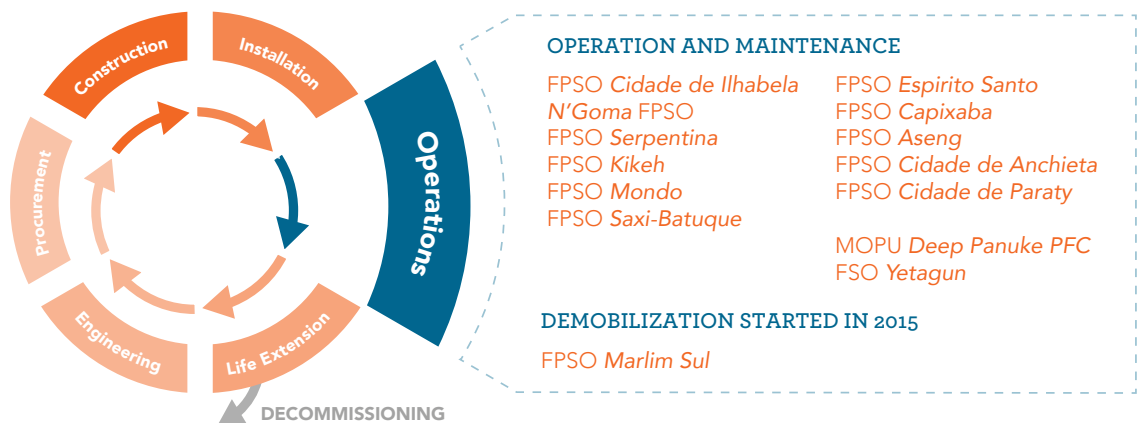 Construction
Installation
Operations
Life Extension
Engineering
Procurement
DECOMMISSIONING
OPERATION AND MAINTENANCE
FPSO Cidade de Ilhabela
N'Goma FPSO
FPSO Serpentina
FPSO Kikeh
FPSO Mondo
FPSO Saxi-Batuque
FPSO Espirito Santo
FPSO Capixaba
FPSO Aseng
FPSO Cidade de Anchieta
FPSO Cidade de Paraty
MOPU Deep Panuke PFC
FSO Yetagun
DEMOBILIZATION STARTED IN 2015
FPSO Marlim Sul